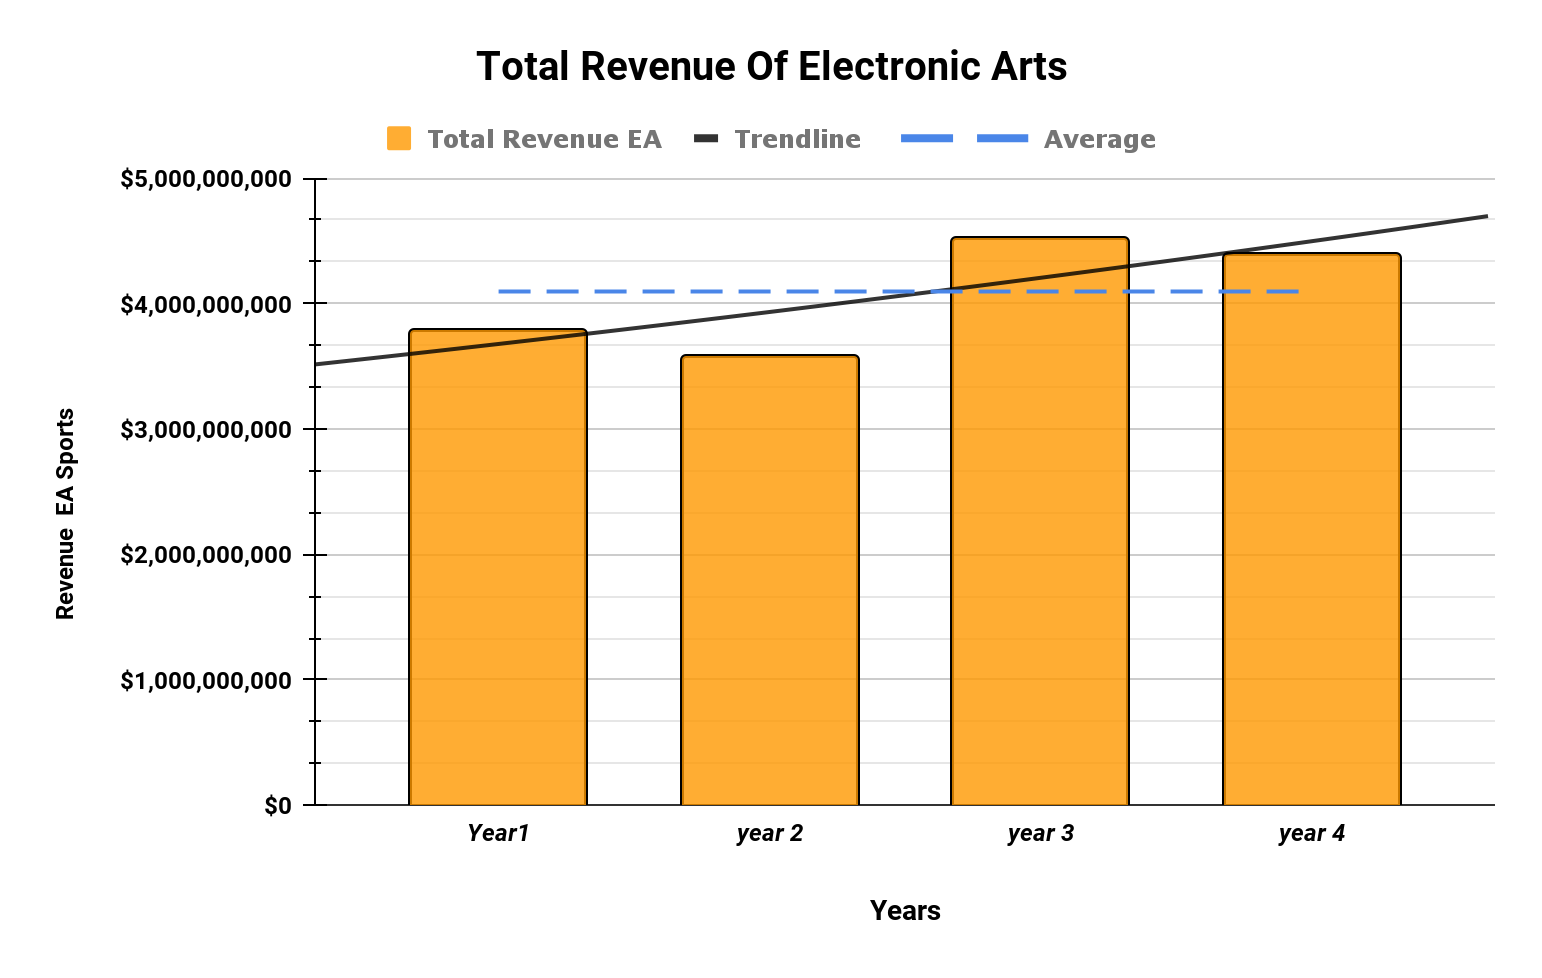 Total Revenue Of Electronic Arts
Total Revenue EA Trendline Average
$5,000,000,000
$4,000,000,000
$3,000,000,000
$2,000,000,000
$1,000,000,000
$0
Revenue EA Sports
Year1 year 2 year 3 year 4
Years